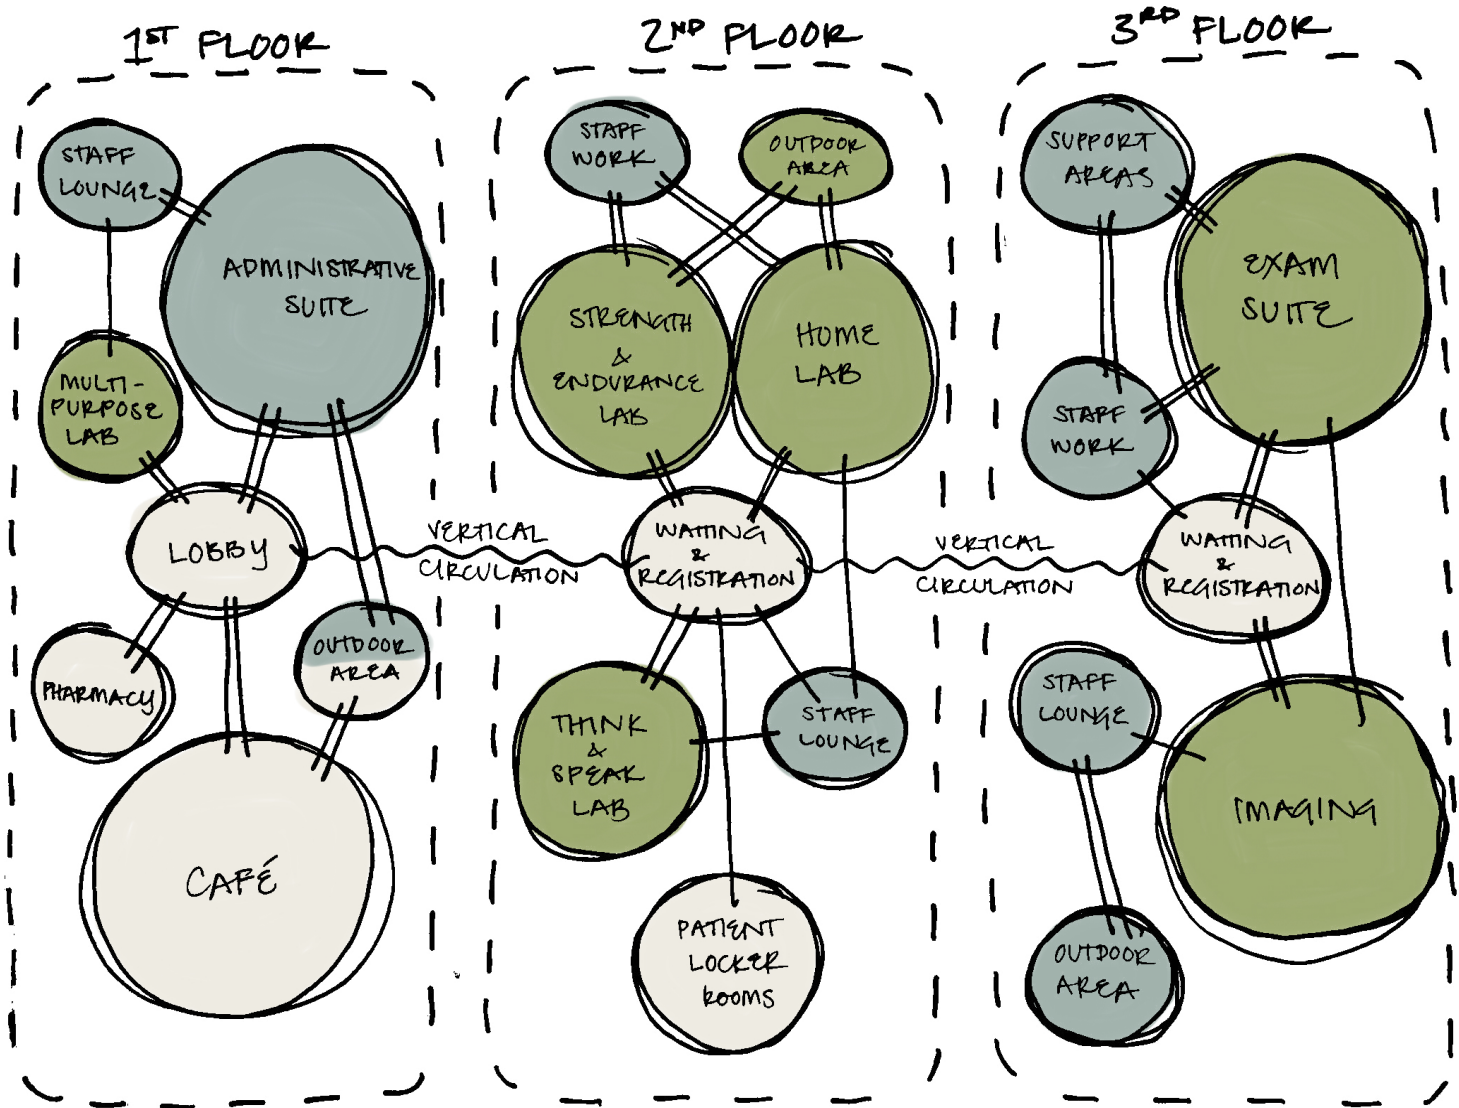 1ST FLOOR
STAFF
LOUNGE
ADMINISTRATIVE
SUITE
MULTI-
PURPOSE
LAB
LOBBY
PHARMACY
OUTDOOR
AREA
CAFÉ
VERTICAL
CIRCULATION
2ND FLOOR
STAFF
WORK
OUTDOOR
AREA
STRENGTH
&
ENDURANCE
LAB
HOME
LAB
WAITING
&
REGISTRATION
THINK
&
SPEAK
LAB
STAFF
LOUNGE
PATIENT
LOCKER
ROOMS
VERTICAL
CIRCULATION
3RD FLOOR
SUPPORT
AREAS
EXAM
SUITE
STAFF
WORK
WAITING
&
REGISTRATION
STAFF
LOUNGE
IMAGING
OUTDOOR
AREA